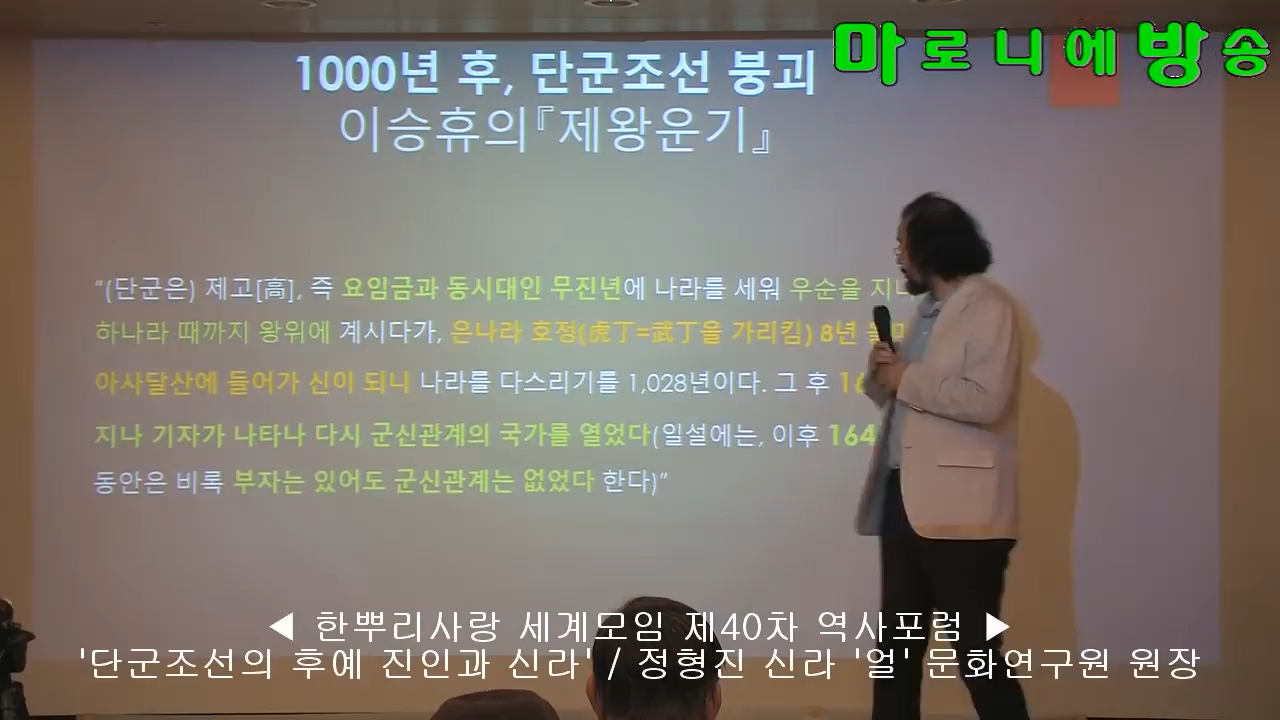 마로니에방송
1000년 후, 단군조선 붕괴
이승휴의『제왕운기』
“(단군은) 제고[高], 즉 요임금과 동시대인 무진년에 나라를 세워 우순을
하나라 때까지 왕위에 계시다가, 은나라 호정(虎丁=武丁을 가리킴) 8년
아사달산에 들어가 신이 되니 나라를 다스리기를 1,028년이다. 그 후
지나 기자가 나타나 다시 군신관계의 국가를 열었다(일설에는, 이후 164
동안은 비록 부자는 있어도 군신관계는 없었다 한다)”
◀ 한뿌리사랑 세계모임 제40차 역사포럼 ▶
'단군조선의 후예 진인과 신라' / 정형진 신라 '얼' 문화연구원 원장